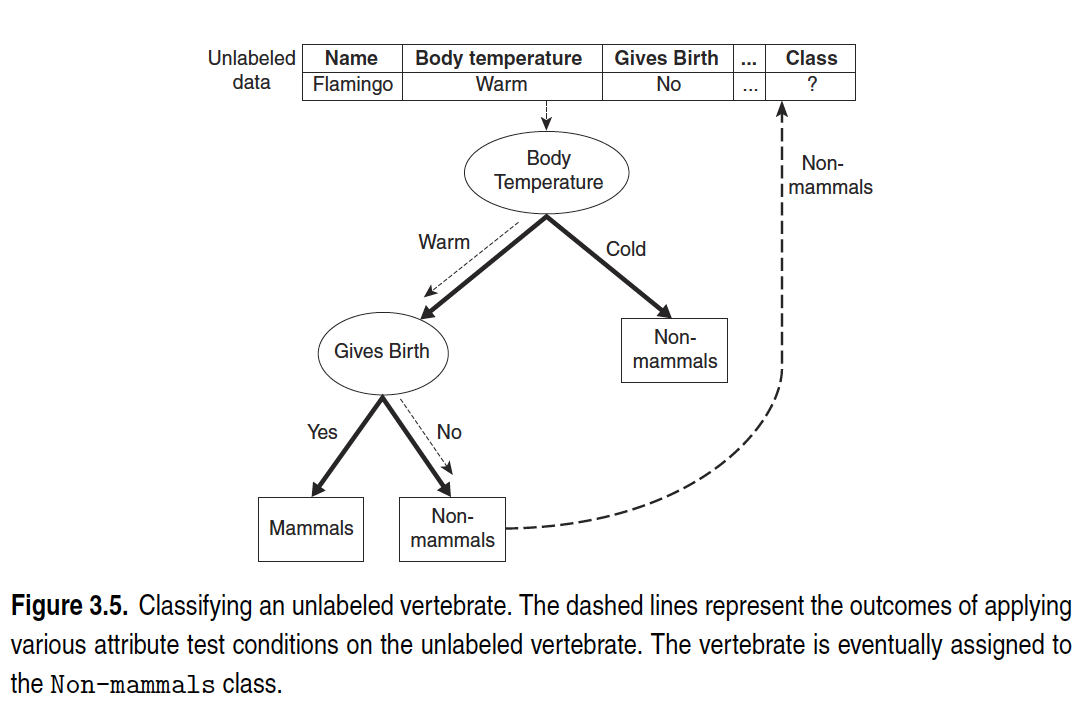 Unlabeled data
Name Body temperature Gives Birth ... Class
Flamingo Warm No ... ?
Body
Temperature
Non-
mammals
Warm
Cold
Gives Birth
Non-
mammals
Yes
No
Mammals
Non-
mammals
Figure 3.5. Classifying an unlabeled vertebrate. The dashed lines represent the outcomes of applying
various attribute test conditions on the unlabeled vertebrate. The vertebrate is eventually assigned to
the Non-mammals class.